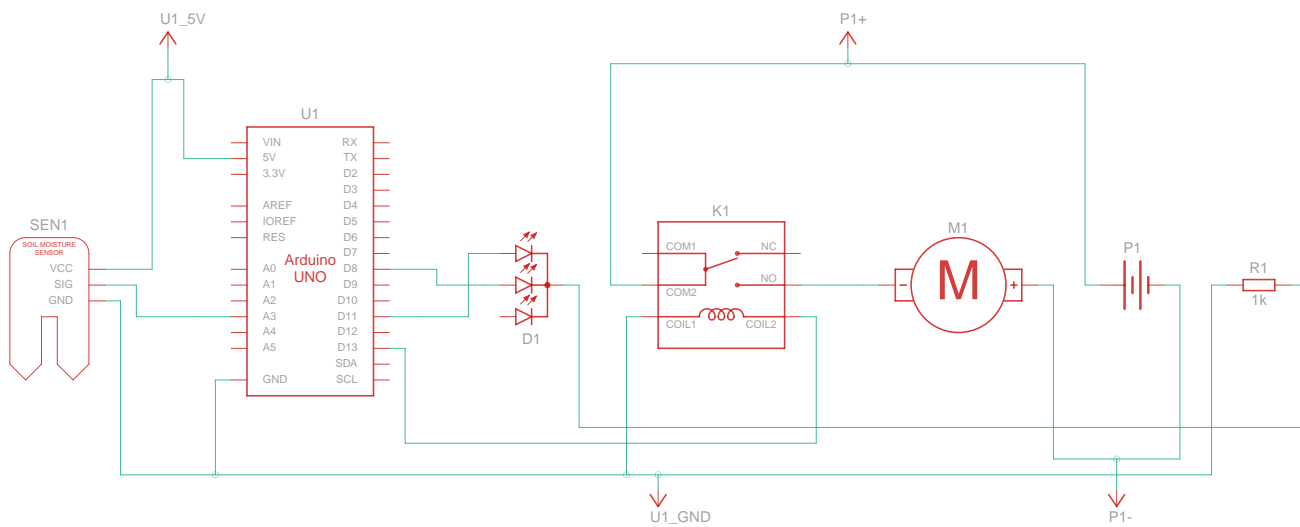 U1_5V
P1+
U1
VIN
5V
3.3V
AREF
IOREF
RES
A0
A1
A2
A3
A4
A5
GND
Arduino
UNO
RX
TX
D2
D3
D4
D5
D6
D7
D8
D9
D10
D11
D12
D13
SDA
SCL
SEN1
SOIL MOISTURE
SENSOR
VCC
SIG
GND
D1
K1
COM1
NC
COM2
NO
COIL1
COIL2
M1
M
-
+
P1
R1
1k
U1_GND
P1-